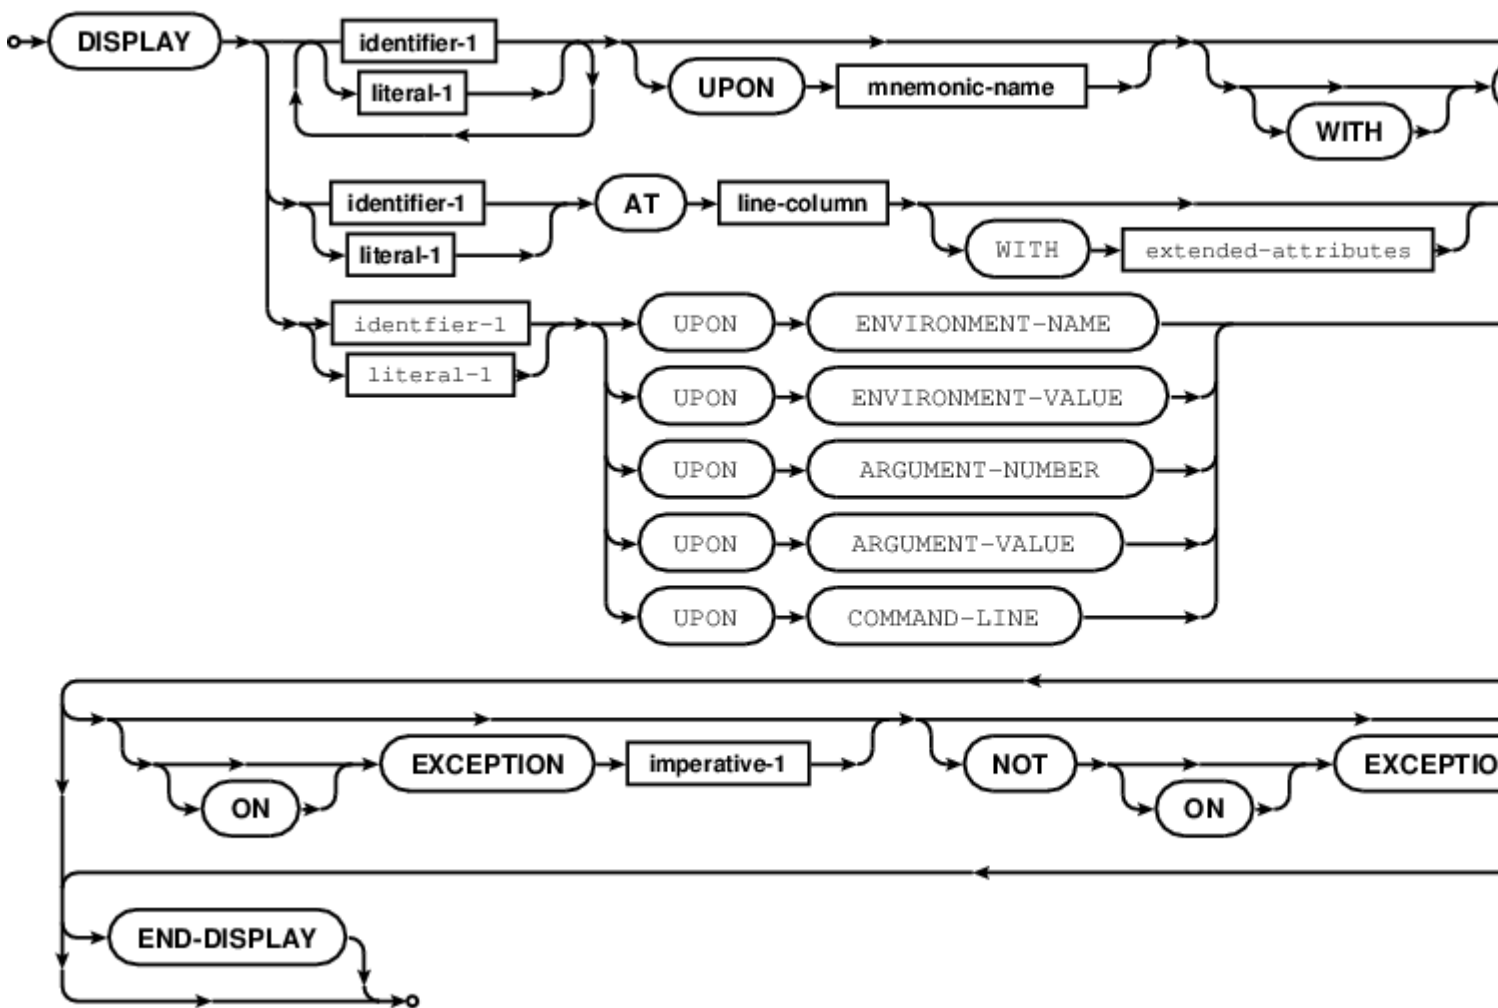 DISPLAY identifier-1
literal-1 UPON mnemonic-name
WITH
identifier-1 AT line-column
literal-1 WITH extended-attributes
identfier-1 UPON ENVIRONMENT-NAME
literal-1
UPON ENVIRONMENT-VALUE
UPON ARGUMENT-NUMBER
UPON ARGUMENT-VALUE
UPON COMMAND-LINE
EXCEPTION imperative-1 NOT EXCEPTIO
ON ON
END-DISPLAY